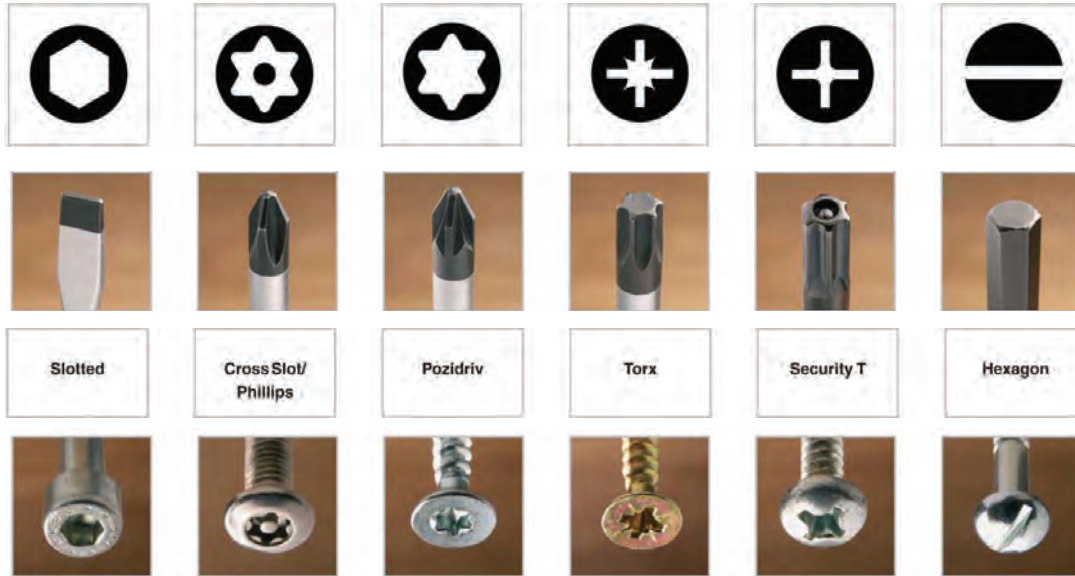 Slotted
Cross Slot/
Phillips
Pozidriv
Torx
Security T
Hexagon